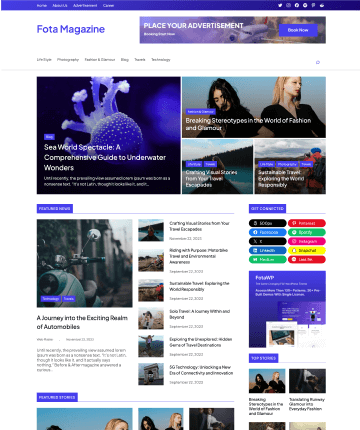 Home About Us Advertisement Career
Fota Magazine
PLACE YOUR ADVERTISEMENT
Booking Start Now
Book Now
LifeStyle Photography Fashion & Glamour Blog Travels Technology
Blog
Sea World Spectacle: A
Comprehensive Guide to Underwater
Wonders
Until recently, the prevailing view assumed lorem ipsum was born as a
nonsense text. "It's not Latin, though it looks like it, and it...
Fashion & Glamour
Breaking Stereotypes in the World of Fashion
and Glamour
LifeStyle Travels
Crafting Visual Stories
from Your Travel
Escapades
LifeStyle Photography Travels
Sustainable Travel:
Exploring the World
Responsibly
FEATURED NEWS
Technology Travels
A Journey into the Exciting Realm
of Automobiles
November 22, 2023
Until recently, the prevailing view assumed lorem
ipsum was born as a nonsense text. "It's not Latin,
though it looks like it, and it actually says
nothing," Before & After magazine answered a
curious...
Crafting Visual Stories from Your
Travel Escapades
November 22, 2023
Riding with Purpose: Motorbike
Travel and Environmental
Awareness
September 22, 2023
Sustainable Travel: Exploring the
World Responsibly
September 22, 2023
Solo Travel: A Journey Within and
Beyond
September 22, 2023
Exploring the Unexplored: Hidden
Gems of Travel Destinations
September 22, 2023
5G Technology: Unlocking a New
Era of Connectivity and Innovation
September 22, 2023
FEATURED STORIES
GET CONNECTED
500px
Pinterest
Facebook
Spotify
X
Instagram
LinkedIn
Snapchat
Medium
Last.fm
FotaWP
TOP STORIES
Breaking
Stereotypes in the
World of Fashion
and Glamour
Translating Runway
Glamour into
Everyday Fashion